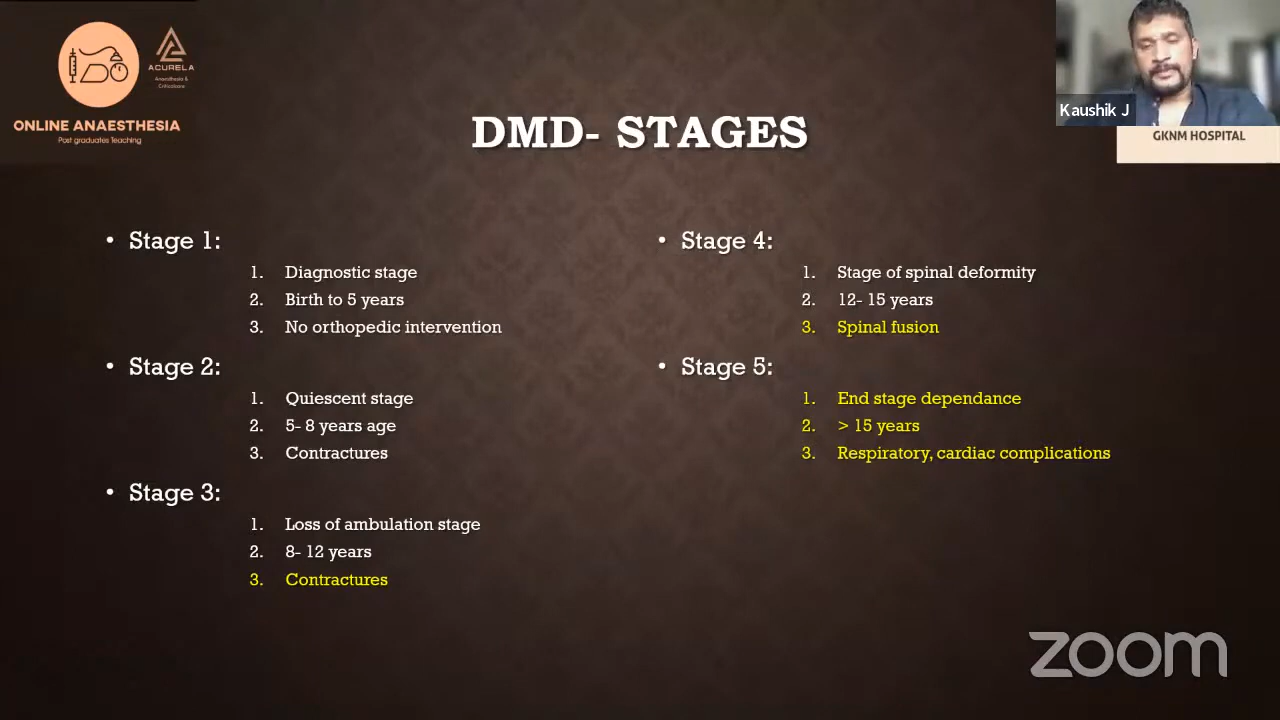 ACURELA
Anaesthesia &
Criticalcare
ONLINE ANAESTHESIA
Post graduates Teaching
Kaushik J
GKNM HOSPITAL
DMD- STAGES
• Stage 1:
1. Diagnostic stage
2. Birth to 5 years
3. No orthopedic intervention
• Stage 2:
1. Quiescent stage
2. 5- 8 years age
3. Contractures
• Stage 3:
1. Loss of ambulation stage
2. 8- 12 years
3. Contractures
• Stage 4:
1. Stage of spinal deformity
2. 12- 15 years
3. Spinal fusion
• Stage 5:
1. End stage dependance
2. > 15 years
3. Respiratory, cardiac complications
zoom